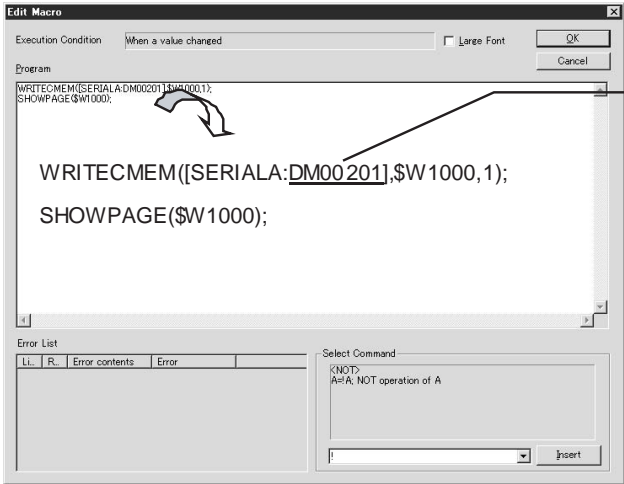 Edit Macro
Execution Condition When a value changed Large Font OK
Cancel
Program
WRITECMEM([SERIALA:DM00201],$W1000,1);
SHOWPAGE($W1000);
WRITECMEM([SERIALA:DM00201],$W1000,1);
SHOWPAGE($W1000);
Error List
Li... R... Error contents Error
Select Command
<NOT>
A=!A; NOT operation of A
! Insert